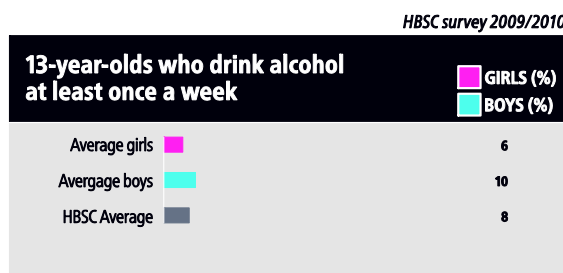 HBSC survey 2009/2010
13-year-olds who drink alcohol
at least once a week
GIRLS (%)
BOYS (%)
Average girls 6
Avergage boys 10
HBSC Average 8